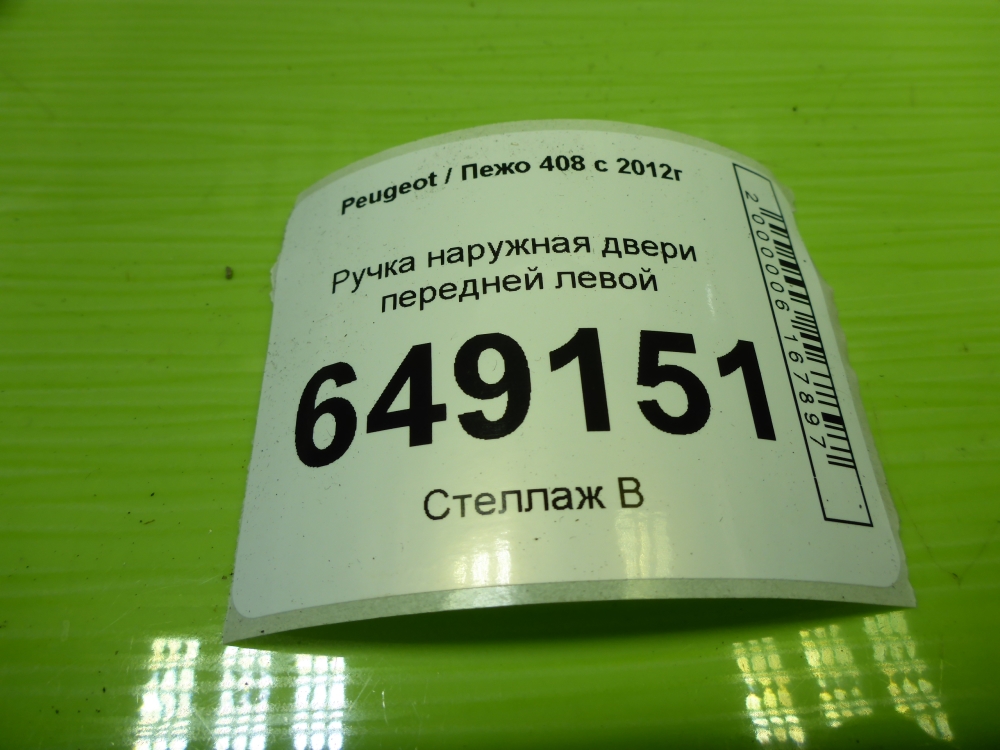 Peugeot / Пежо 408 с 2012г
Ручка наружная двери
передней левой
649151
Стеллаж В
2000006167897